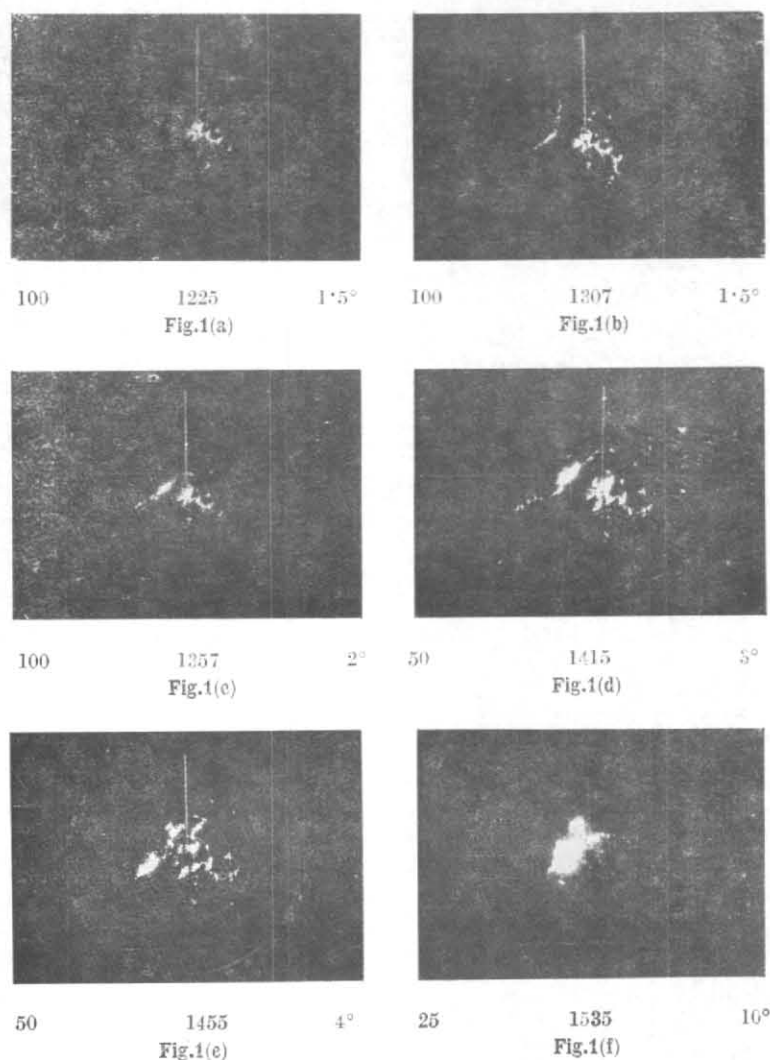 100 1225 1·5°
Fig.1(a)
100 1307 1·5°
Fig.1(b)
100 1357 2°
Fig.1(c)
50 1415 3°
Fig.1(d)
50 1455 4°
Fig.1(e)
25 1535 10°
Fig.1(f)